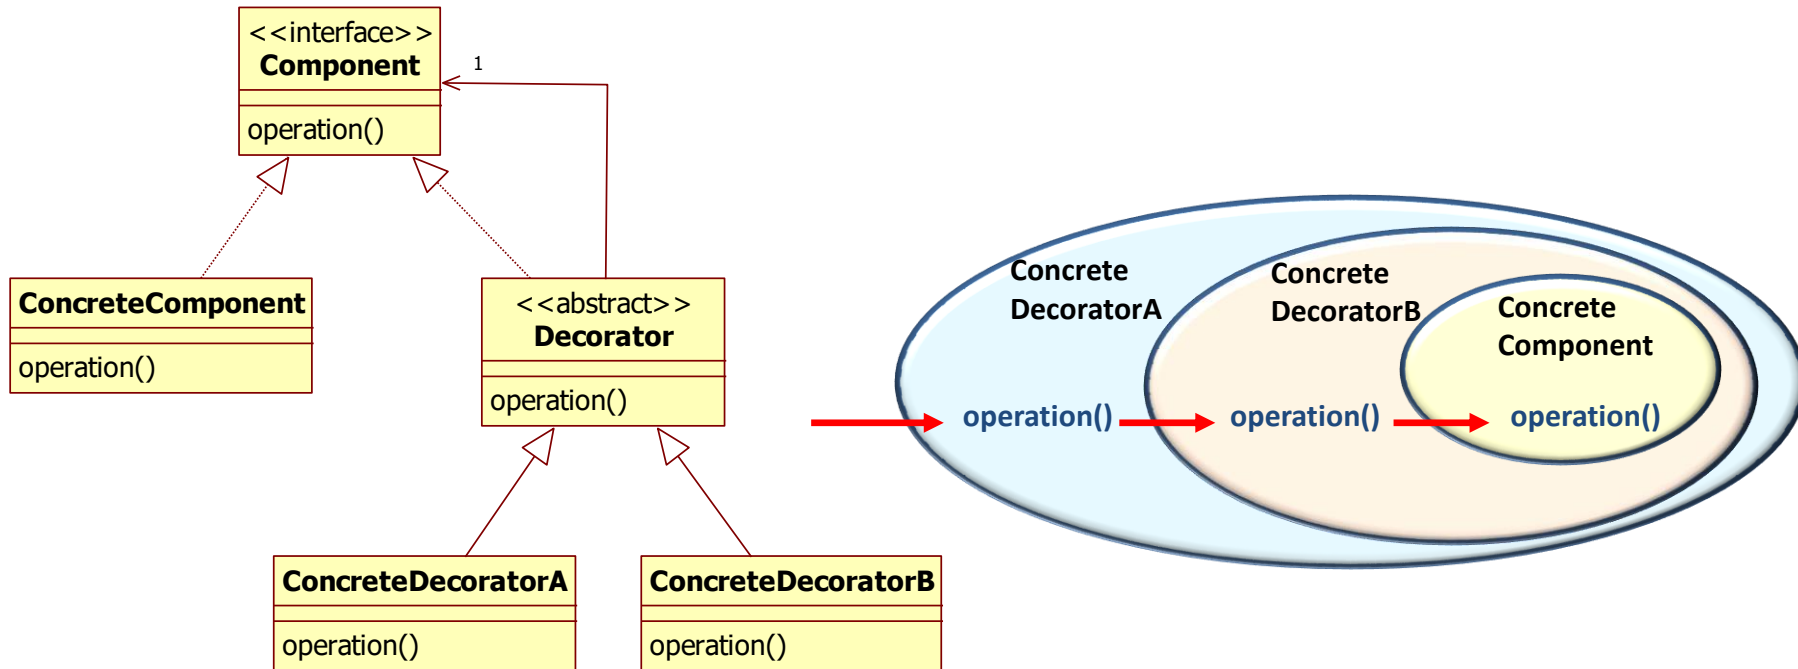 <<interface>>
Component
1
operation()
ConcreteComponent
operation()
<<abstract>>
Decorator
operation()
ConcreteDecoratorA
operation()
ConcreteDecoratorB
operation()
Concrete
DecoratorA
operation()
Concrete
DecoratorB
operation()
Concrete
Component
operation()